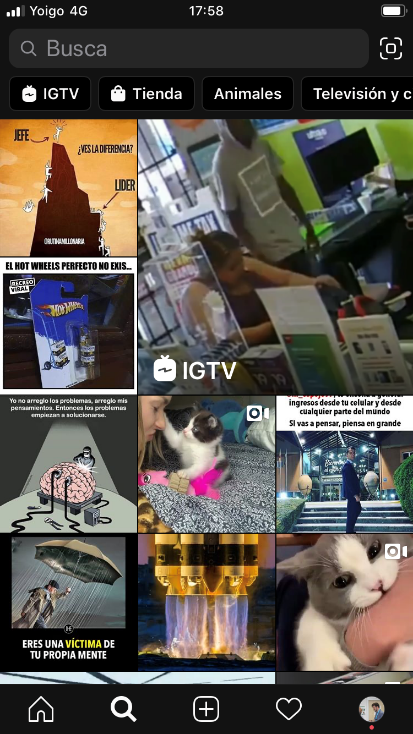 Yoigo 4G
17:58
Busca
IGTV
Tienda
Animales
Televisión y c
JEFE
¿VES LA DIFERENCIA?
LIDER
@RUTINAMILLONARIA
EL HOT WHEELS PERFECTO NO EXIS...
RECREO
VIRAL
HOT WHEELS
IGTV
Yo no arreglo los problemas, arreglo mis
pensamientos. Entonces los problemas
empiezan a solucionarse.
ingresos desde tu celular y desde
cualquier parte del mundo
SI vas a pensar, piensa en grande
ERES UNA VÍCTIMA DE
TU PROPIA MENTE